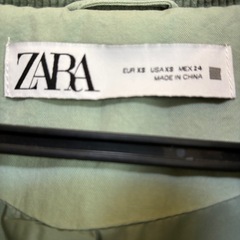 ZARA
EUR XS USA XS MEX 24
MADE IN CHINA